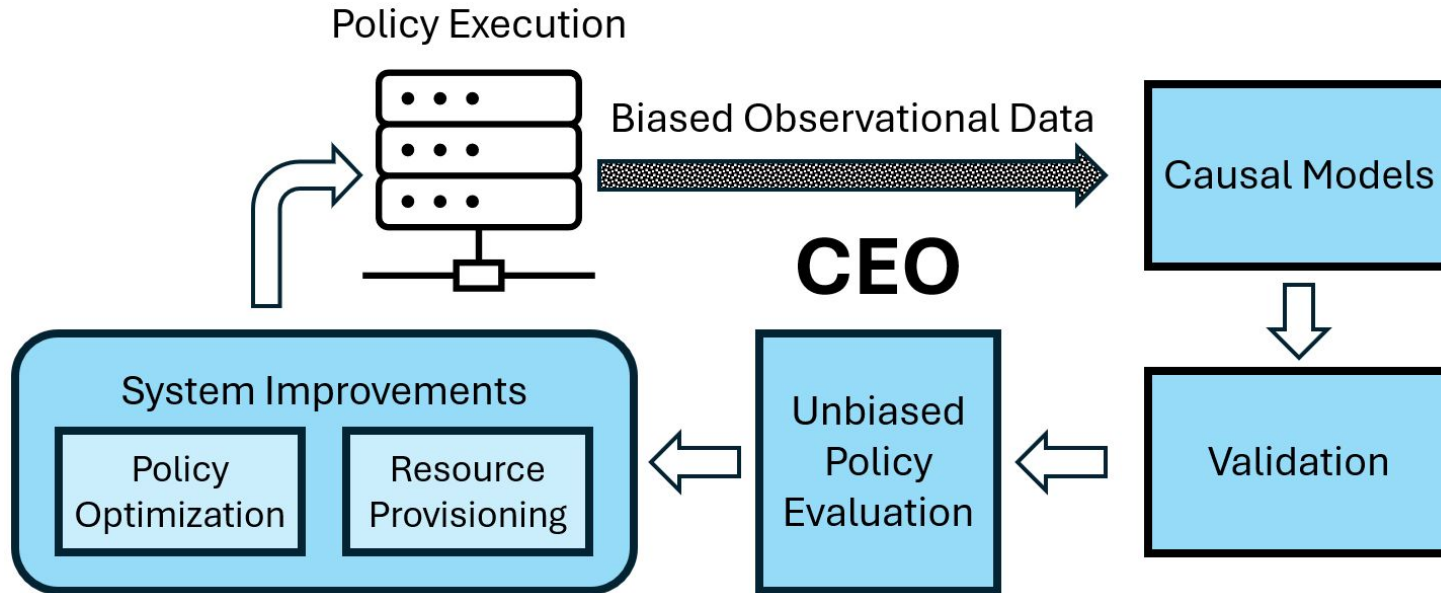 Policy Execution
Biased Observational Data
Causal Models
CEO
System Improvements
Policy
Optimization
Resource
Provisioning
Unbiased
Policy
Evaluation
Validation